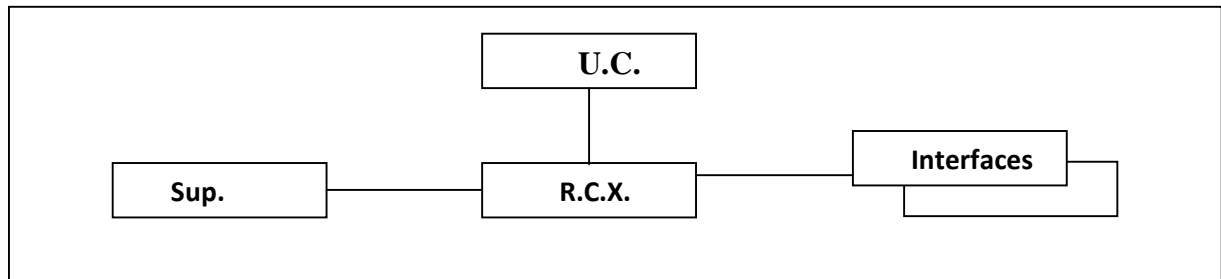 U.C.
Sup.
R.C.X.
Interfaces